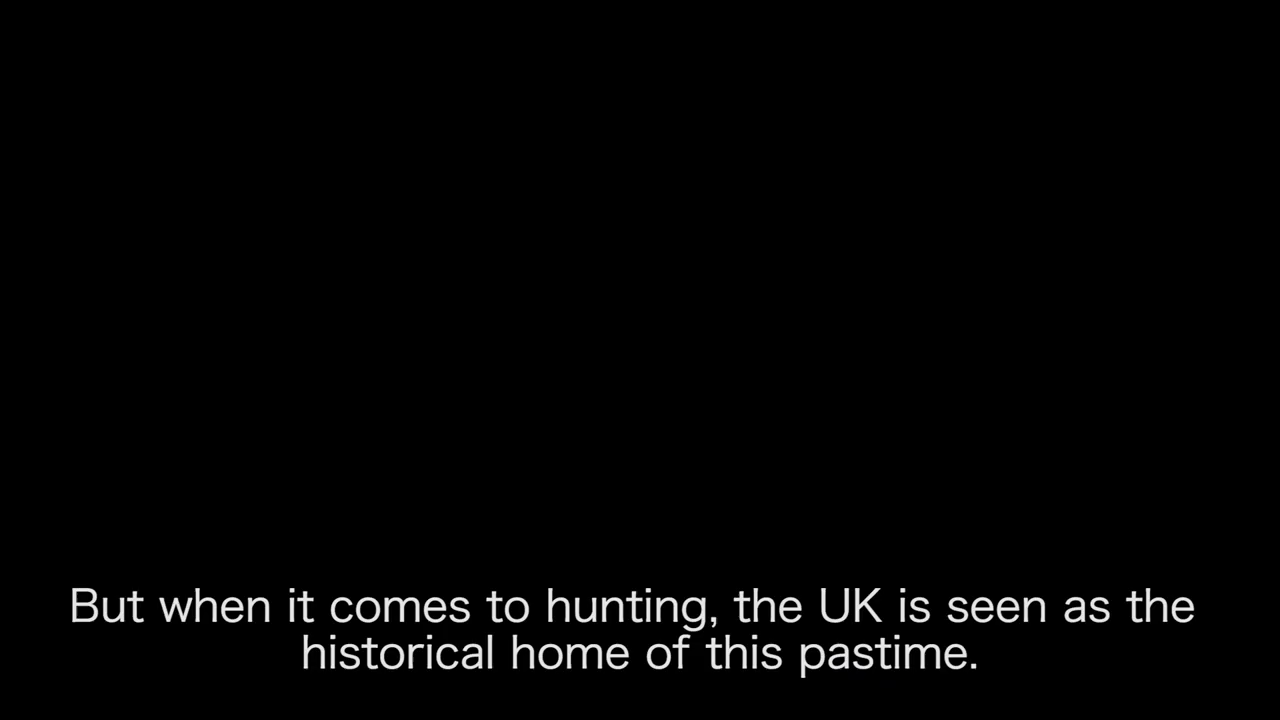 But when it comes to hunting, the UK is seen as the
historical home of this pastime.